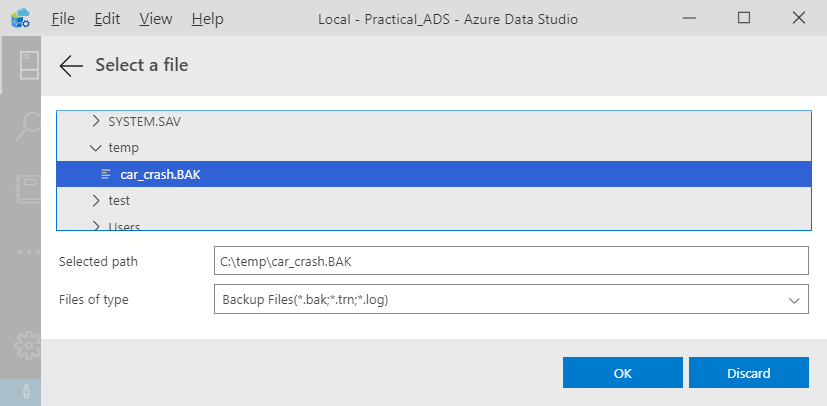 File Edit View Help Local - Practical_ADS - Azure Data Studio
Select a file
SYSTEM.SAV
temp
car_crash.BAK
test
Users
Selected path C:\temp\car_crash.BAK
Files of type Backup Files(*.bak;*.trn;*.log)
OK Discard